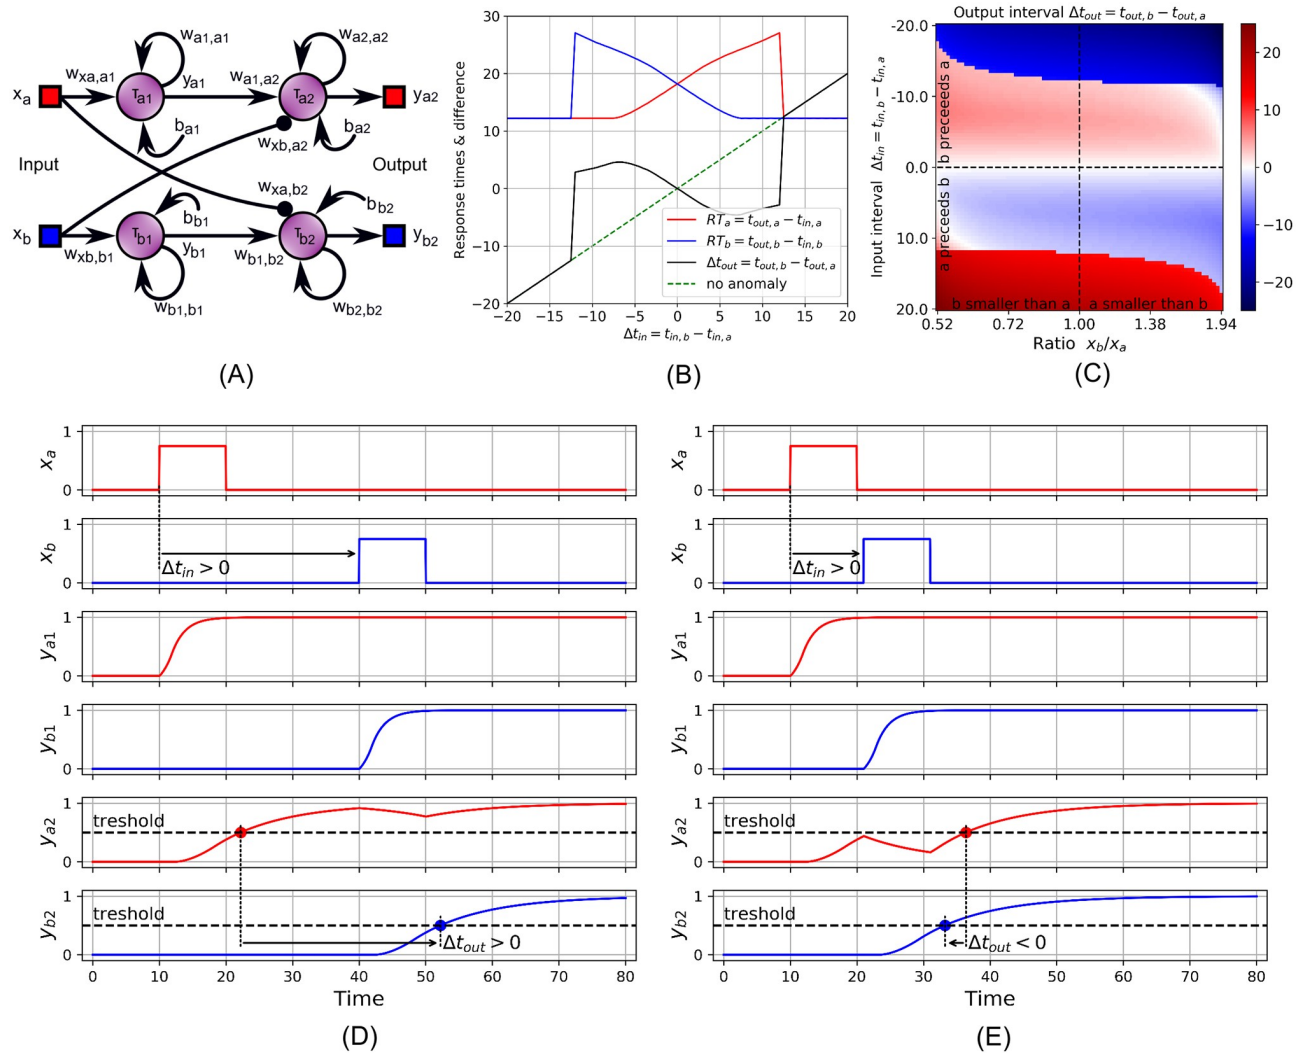 w_{a1,a1}
w_{a2,a2}
w_{xa,a1}
y_{a1}
w_{a1,a2}
x_a
τ_{a1}
τ_{a2}
y_{a2}
b_{a1}
b_{a2}
w_{xb,a2}
Input
Output
w_{xa,b2}
b_{b1}
b_{b2}
x_b
τ_{b1}
τ_{b2}
y_{b2}
w_{xb,b1}
y_{b1}
w_{b1,b2}
w_{b1,b1}
w_{b2,b2}
(A)
Response times & difference
30
20
10
0
−10
−20
RT_a = t_{out,a} − t_{in,a}
RT_b = t_{out,b} − t_{in,b}
Δt_{out} = t_{out,b} − t_{out,a}
no anomaly
−20 −15 −10 −5 0 5 10 15 20
Δt_{in} = t_{in,b} − t_{in,a}
(B)
Output interval Δt_{out} = t_{out,b} − t_{out,a}
Input interval Δt_{in} = t_{in,b} − t_{in,a}
-20.0
-10.0
0.0
10.0
20.0
b preceeeds a
a preceeds b
b smaller than a
a smaller than b
0.52 0.72 1.00 1.38 1.94
Ratio x_b/x_a
20
10
0
−10
−20
(C)
x_a
1
0
x_b
1
0
Δt_{in} > 0
y_{a1}
1
0
y_{b1}
1
0
y_{a2}
1
0
treshold
y_{b2}
1
0
treshold
Δt_{out} > 0
0 10 20 30 40 50 60 70 80
Time
(D)
x_a
1
0
x_b
1
0
Δt_{in} > 0
y_{a1}
1
0
y_{b1}
1
0
y_{a2}
1
0
treshold
y_{b2}
1
0
treshold
Δt_{out} < 0
0 10 20 30 40 50 60 70 80
Time
(E)